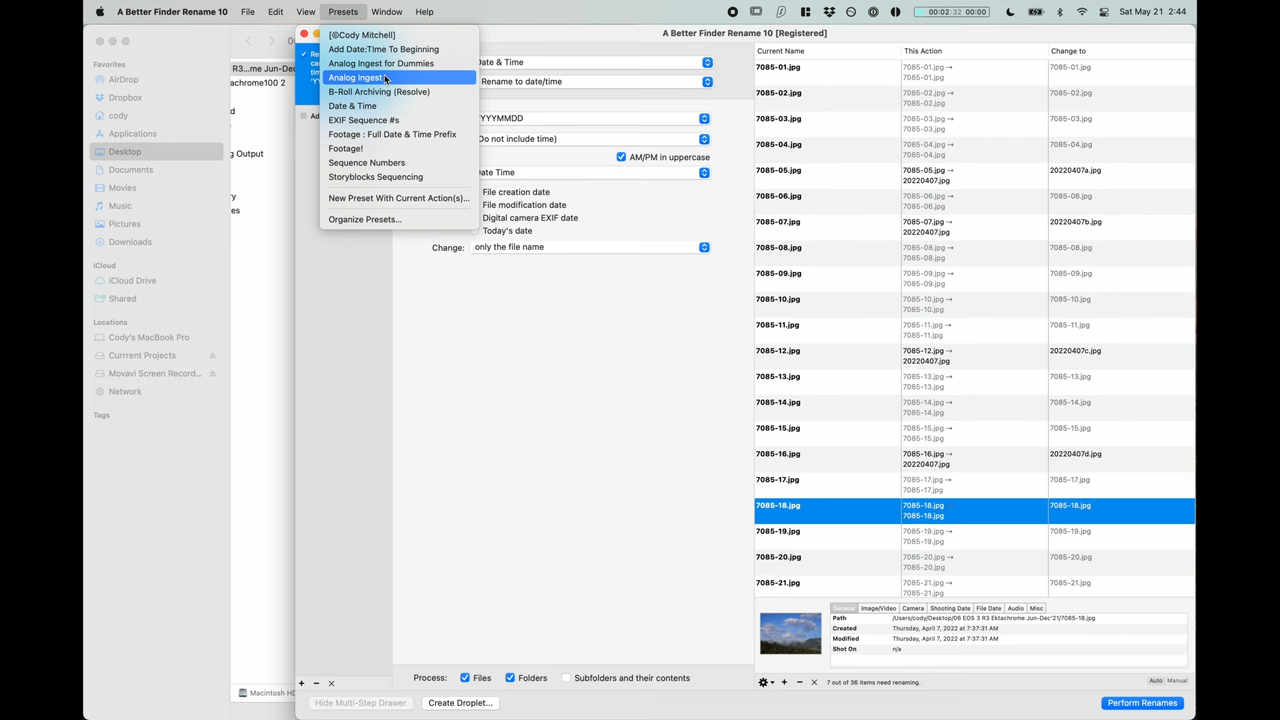 A Better Finder Rename 10 File Edit View Presets Window Help 00:02:32 00:00 Sat May 21 2:44
A Better Finder Rename 10 [Registered]
Favorites
AirDrop
Dropbox
cody
Applications
Desktop
Documents
Movies
Music
Pictures
Downloads
iCloud
iCloud Drive
Shared
Locations
Cody's MacBook Pro
Currrent Projects
Movavi Screen Record...
Network
Tags
R3...me Jun-Dec
achrome100 2
g Output
Macintosh HD
[©Cody Mitchell]
Add Date:TIme To Beginning
Analog Ingest for Dummies
Analog Ingest
B-Roll Archiving (Resolve)
Date & Time
EXIF Sequence #s
Footage : Full Date & Time Prefix
Footage!
Sequence Numbers
Storyblocks Sequencing
New Preset With Current Action(s)...
Organize Presets...
ate & Time
Rename to date/time
YYYMMDD
Do not include time)
AM/PM in uppercase
ate Time
File creation date
File modification date
Digital camera EXIF date
Today's date
Change: only the file name
Process: Files Folders Subfolders and their contents
Hide Multi-Step Drawer Create Droplet...
Current Name This Action Change to
7085-01.jpg 7085-01.jpg → 7085-01.jpg
7085-01.jpg
7085-02.jpg 7085-02.jpg → 7085-02.jpg
7085-02.jpg
7085-03.jpg 7085-03.jpg → 7085-03.jpg
7085-03.jpg
7085-04.jpg 7085-04.jpg → 7085-04.jpg
7085-04.jpg
7085-05.jpg 7085-05.jpg → 20220407a.jpg
20220407.jpg
7085-06.jpg 7085-06.jpg → 7085-06.jpg
7085-06.jpg
7085-07.jpg 7085-07.jpg → 20220407b.jpg
20220407.jpg
7085-08.jpg 7085-08.jpg → 7085-08.jpg
7085-08.jpg
7085-09.jpg 7085-09.jpg → 7085-09.jpg
7085-09.jpg
7085-10.jpg 7085-10.jpg → 7085-10.jpg
7085-10.jpg
7085-11.jpg 7085-11.jpg → 7085-11.jpg
7085-11.jpg
7085-12.jpg 7085-12.jpg → 20220407c.jpg
20220407.jpg
7085-13.jpg 7085-13.jpg → 7085-13.jpg
7085-13.jpg
7085-14.jpg 7085-14.jpg → 7085-14.jpg
7085-14.jpg
7085-15.jpg 7085-15.jpg → 7085-15.jpg
7085-15.jpg
7085-16.jpg 7085-16.jpg → 20220407d.jpg
20220407.jpg
7085-17.jpg 7085-17.jpg → 7085-17.jpg
7085-17.jpg
7085-18.jpg 7085-18.jpg 7085-18.jpg
7085-18.jpg
7085-19.jpg 7085-19.jpg → 7085-19.jpg
7085-19.jpg
7085-20.jpg 7085-20.jpg → 7085-20.jpg
7085-20.jpg
7085-21.jpg 7085-21.jpg → 7085-21.jpg
7085-21.jpg
General Image/Video Camera Shooting Date File Date Audio Misc
Path /Users/cody/Desktop/06 EOS 3 R3 Ektachrome Jun-Dec'21/7085-18.jpg
Created Thursday, April 7, 2022 at 7:37:31 AM
Modified Thursday, April 7, 2022 at 7:37:31 AM
Shot On n/a
7 out of 36 items need renaming. Auto Manual
Perform Renames